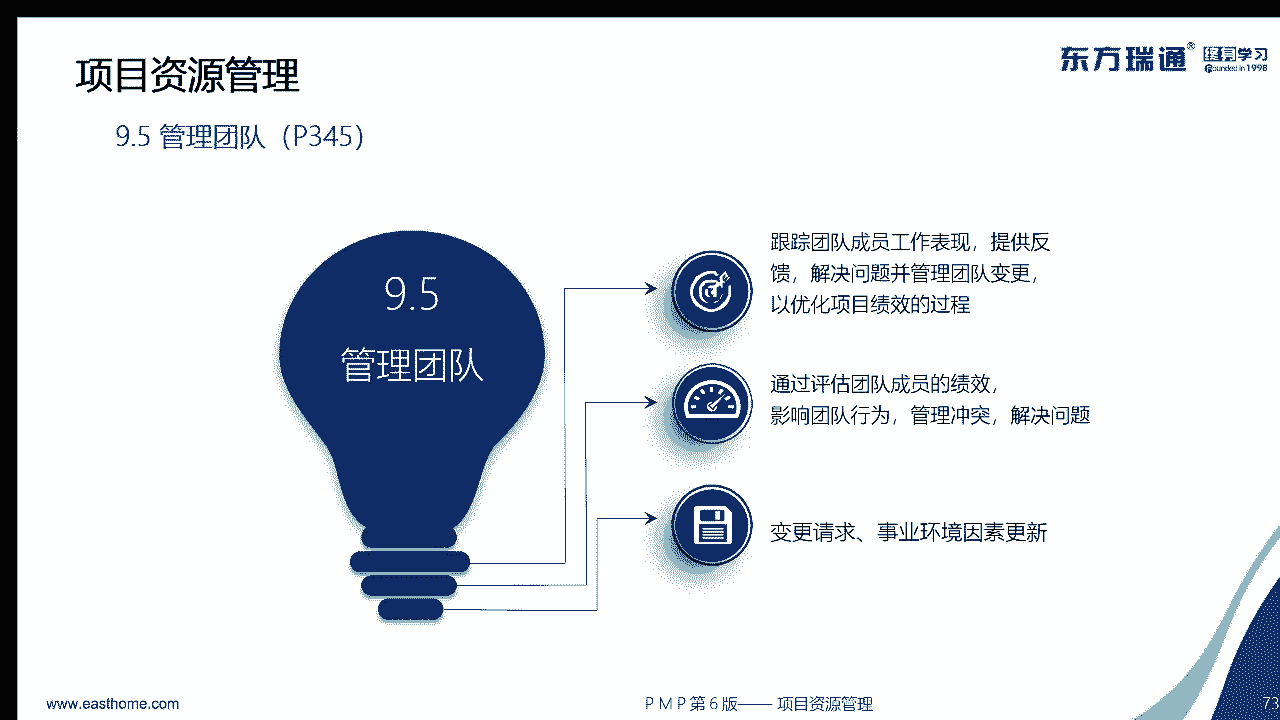 项目资源管理
东方瑞通®
终身学习
Founded in 1998
9.5 管理团队（P345）
9.5
管理团队
跟踪团队成员工作表现，提供反
馈，解决问题并管理团队变更，
以优化项目绩效的过程
通过评估团队成员的绩效，
影响团队行为，管理冲突，解决问题
变更请求、事业环境因素更新
www.easthome.com
PMP第6版—— 项目资源管理
73